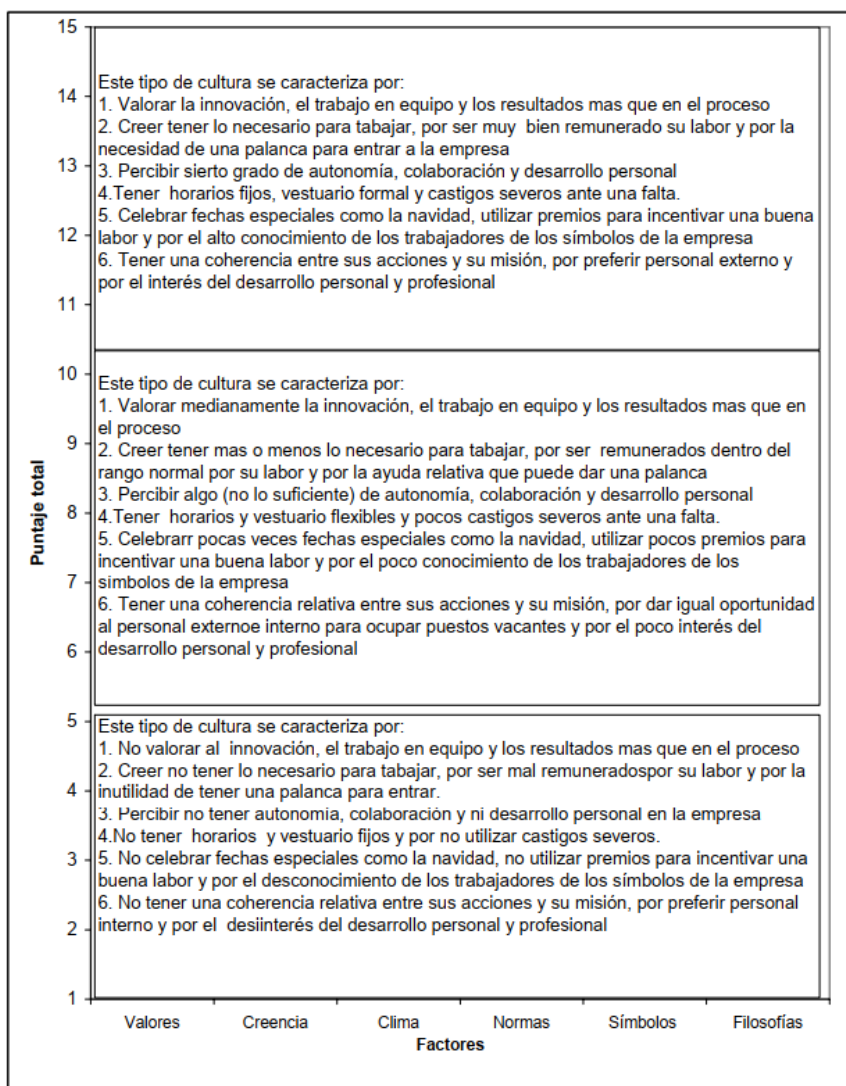 15
Este tipo de cultura se caracteriza por:
14
1. Valorar la innovación, el trabajo en equipo y los resultados mas que en el proceso
2. Creer tener lo necesario para tabajar, por ser muy bien remunerado su labor y por la
13
necesidad de una palanca para entrar a la empresa
3. Percibir sierto grado de autonomía, colaboración y desarrollo personal
4.Tener horarios fijos, vestuario formal y castigos severos ante una falta.
5. Celebrar fechas especiales como la navidad, utilizar premios para incentivar una buena
12
labor y por el alto conocimiento de los trabajadores de los símbolos de la empresa
6. Tener una coherencia entre sus acciones y su misión, por preferir personal externo y
por el interés del desarrollo personal y profesional
11
10
Este tipo de cultura se caracteriza por:
1. Valorar medianamente la innovación, el trabajo en equipo y los resultados mas que en
el proceso
9
2. Creer tener mas o menos lo necesario para tabajar, por ser remunerados dentro del
rango normal por su labor y por la ayuda relativa que puede dar una palanca
3. Percibir algo (no lo suficiente) de autonomía, colaboración y desarrollo personal
8
4.Tener horarios y vestuario flexibles y pocos castigos severos ante una falta.
5. Celebrarr pocas veces fechas especiales como la navidad, utilizar pocos premios para
incentivar una buena labor y por el poco conocimiento de los trabajadores de los
7
símbolos de la empresa
6. Tener una coherencia relativa entre sus acciones y su misión, por dar igual oportunidad
al personal externoe interno para ocupar puestos vacantes y por el poco interés del
6
desarrollo personal y profesional
5
Este tipo de cultura se caracteriza por:
1. No valorar al innovación, el trabajo en equipo y los resultados mas que en el proceso
2. Creer no tener lo necesario para tabajar, por ser mal remuneradospor su labor y por la
4
inutilidad de tener una palanca para entrar.
3. Percibir no tener autonomía, colaboración y ni desarrollo personal en la empresa
4.No tener horarios y vestuario fijos y por no utilizar castigos severos.
3
5. No celebrar fechas especiales como la navidad, no utilizar premios para incentivar una
buena labor y por el desconocimiento de los trabajadores de los símbolos de la empresa
6. No tener una coherencia relativa entre sus acciones y su misión, por preferir personal
2
interno y por el desiinterés del desarrollo personal y profesional
1
Puntaje total
Valores Creencia Clima Normas Símbolos Filosofías
Factores